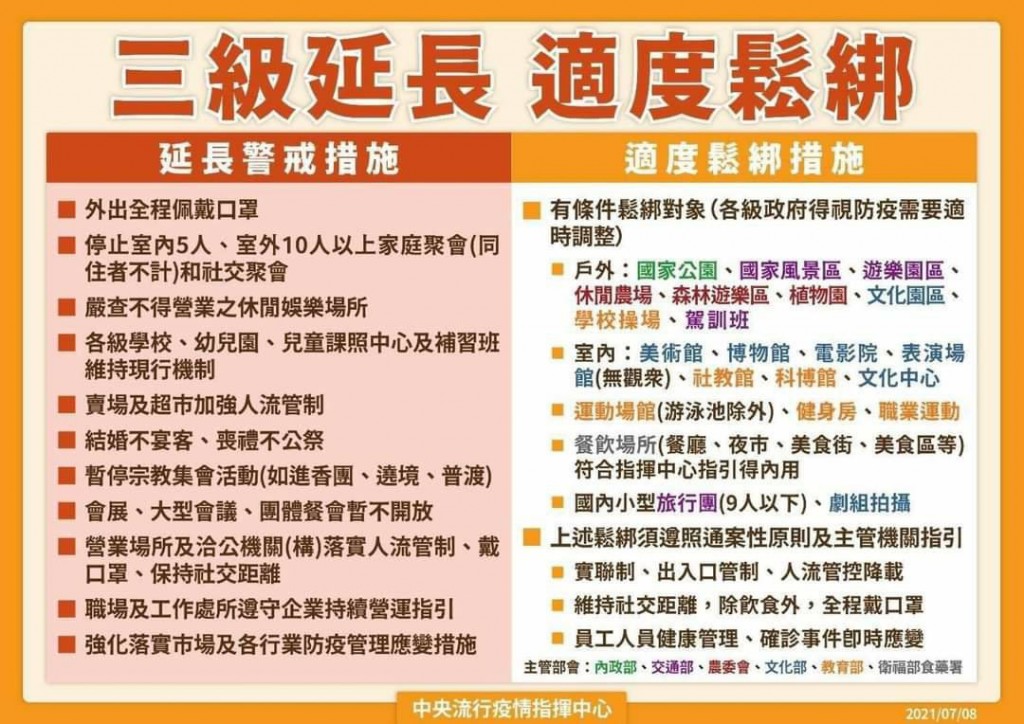 三級延長 適度鬆綁
延長警戒措施
外出全程佩戴口罩
停止室內5人、室外10人以上家庭聚會(同
住者不計)和社交聚會
嚴查不得營業之休閒娛樂場所
各級學校、幼兒園、兒童課照中心及補習班
維持現行機制
賣場及超市加強人流管制
結婚不宴客、喪禮不公祭
暫停宗教集會活動(如進香團、遶境、普渡)
會展、大型會議、團體餐會暫不開放
營業場所及洽公機關(構)落實人流管制、戴
口罩、保持社交距離
職場及工作處所遵守企業持續營運指引
強化落實市場及各行業防疫管理應變措施
適度鬆綁措施
有條件鬆綁對象(各級政府得視防疫需要適
時調整)
戶外：國家公園、國家風景區、遊樂園區、
休閒農場、森林遊樂區、植物園、文化園區、
學校操場、駕訓班
室內：美術館、博物館、電影院、表演場
館(無觀眾)、社教館、科博館、文化中心
運動場館(游泳池除外)、健身房、職業運動
餐飲場所(餐廳、夜市、美食街、美食區等)
符合指揮中心指引得內用
國內小型旅行團(9人以下)、劇組拍攝
上述鬆綁須遵照通案性原則及主管機關指引
實聯制、出入口管制、人流管控降載
維持社交距離，除飲食外，全程戴口罩
員工人員健康管理、確診事件即時應變
主管部會：內政部、交通部、農委會、文化部、教育部、衛福部食藥署
中央流行疫情指揮中心
2021/07/08